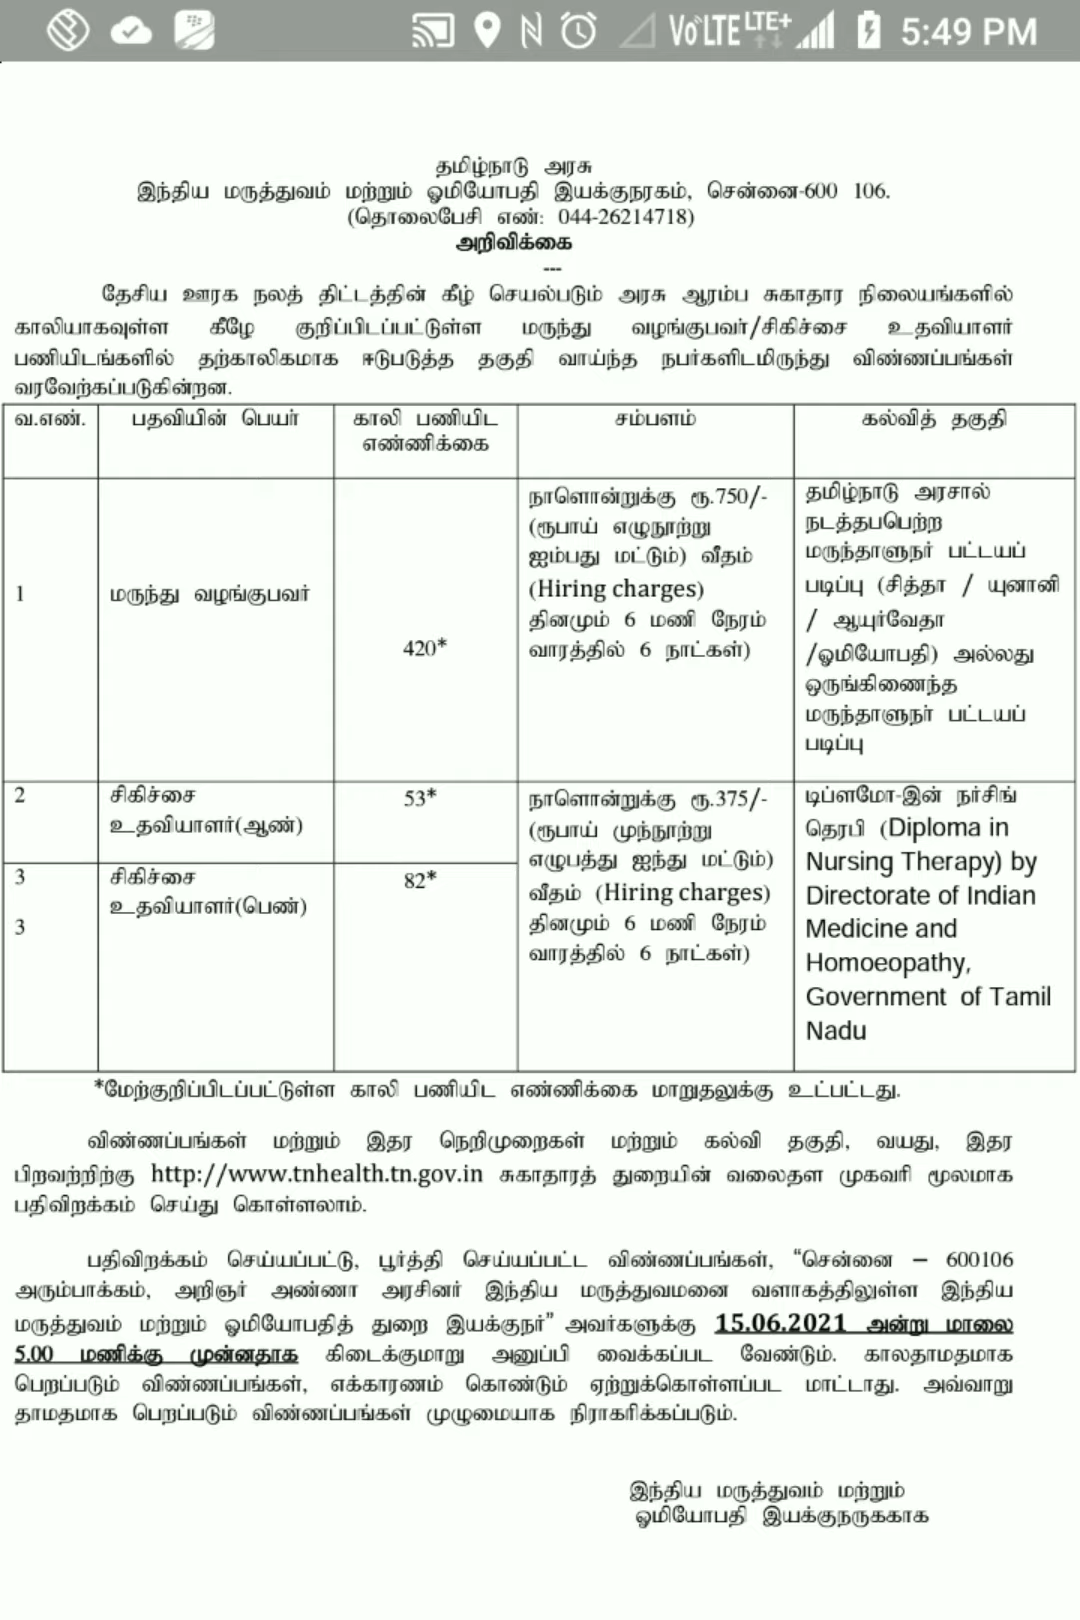 5:49 PM
தமிழ்நாடு அரசு
இந்திய மருத்துவம் மற்றும் ஓமியோபதி இயக்குநரகம், சென்னை-600 106.
(தொலைபேசி எண்: 044-26214718)
அறிவிக்கை
---
தேசிய ஊரக நலத் திட்டத்தின் கீழ் செயல்படும் அரசு ஆரம்ப சுகாதார நிலையங்களில்
காலியாகவுள்ள கீழே குறிப்பிடப்பட்டுள்ள மருந்து வழங்குபவர்/சிகிச்சை உதவியாளர்
பணியிடங்களில் தற்காலிகமாக ஈடுபடுத்த தகுதி வாய்ந்த நபர்களிடமிருந்து விண்ணப்பங்கள்
வரவேற்கப்படுகின்றன.
வ.எண்.
பதவியின் பெயர்
காலி பணியிட
எண்ணிக்கை
சம்பளம்
கல்வித் தகுதி
1
மருந்து வழங்குபவர்
420*
நாளொன்றுக்கு ரூ.750/-
(ரூபாய் எழுநூற்று
ஐம்பது மட்டும்) வீதம்
(Hiring charges)
தினமும் 6 மணி நேரம்
வாரத்தில் 6 நாட்கள்)
தமிழ்நாடு அரசால்
நடத்தபபெற்ற
மருந்தாளுநர் பட்டயப்
படிப்பு (சித்தா / யுனானி
/ ஆயுர்வேதா
/ஓமியோபதி) அல்லது
ஒருங்கிணைந்த
மருந்தாளுநர் பட்டயப்
படிப்பு
2
சிகிச்சை
உதவியாளர்(ஆண்)
53*
நாளொன்றுக்கு ரூ.375/-
(ரூபாய் முந்நூற்று
எழுபத்து ஐந்து மட்டும்)
வீதம் (Hiring charges)
தினமும் 6 மணி நேரம்
வாரத்தில் 6 நாட்கள்)
டிப்ளமோ-இன் நர்சிங்
தெரபி (Diploma in
Nursing Therapy) by
Directorate of Indian
Medicine and
Homoeopathy,
Government of Tamil
Nadu
3
3
சிகிச்சை
உதவியாளர்(பெண்)
82*
*மேற்குறிப்பிடப்பட்டுள்ள காலி பணியிட எண்ணிக்கை மாறுதலுக்கு உட்பட்டது.
விண்ணப்பங்கள் மற்றும் இதர நெறிமுறைகள் மற்றும் கல்வி தகுதி, வயது, இதர
பிறவற்றிற்கு http://www.tnhealth.tn.gov.in சுகாதாரத் துறையின் வலைதள முகவரி மூலமாக
பதிவிறக்கம் செய்து கொள்ளலாம்.
பதிவிறக்கம் செய்யப்பட்டு, பூர்த்தி செய்யப்பட்ட விண்ணப்பங்கள், “சென்னை – 600106
அரும்பாக்கம், அறிஞர் அண்ணா அரசினர் இந்திய மருத்துவமனை வளாகத்திலுள்ள இந்திய
மருத்துவம் மற்றும் ஓமியோபதித் துறை இயக்குநர்” அவர்களுக்கு 15.06.2021 அன்று மாலை
5.00 மணிக்கு முன்னதாக கிடைக்குமாறு அனுப்பி வைக்கப்பட வேண்டும். காலதாமதமாக
பெறப்படும் விண்ணப்பங்கள், எக்காரணம் கொண்டும் ஏற்றுக்கொள்ளப்பட மாட்டாது. அவ்வாறு
தாமதமாக பெறப்படும் விண்ணப்பங்கள் முழுமையாக நிராகரிக்கப்படும்.
இந்திய மருத்துவம் மற்றும்
ஓமியோபதி இயக்குநருககாக